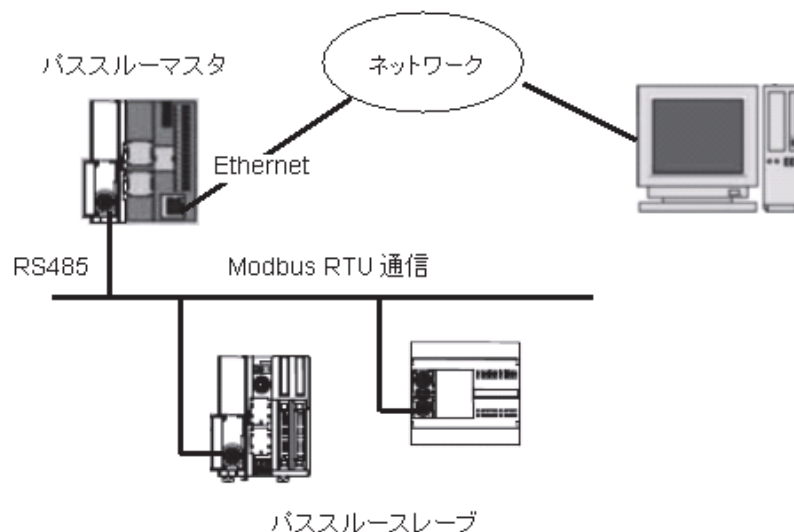 パススルーマスタ
ネットワーク
Ethernet
RS485
Modbus RTU 通信
パススルースレーブ